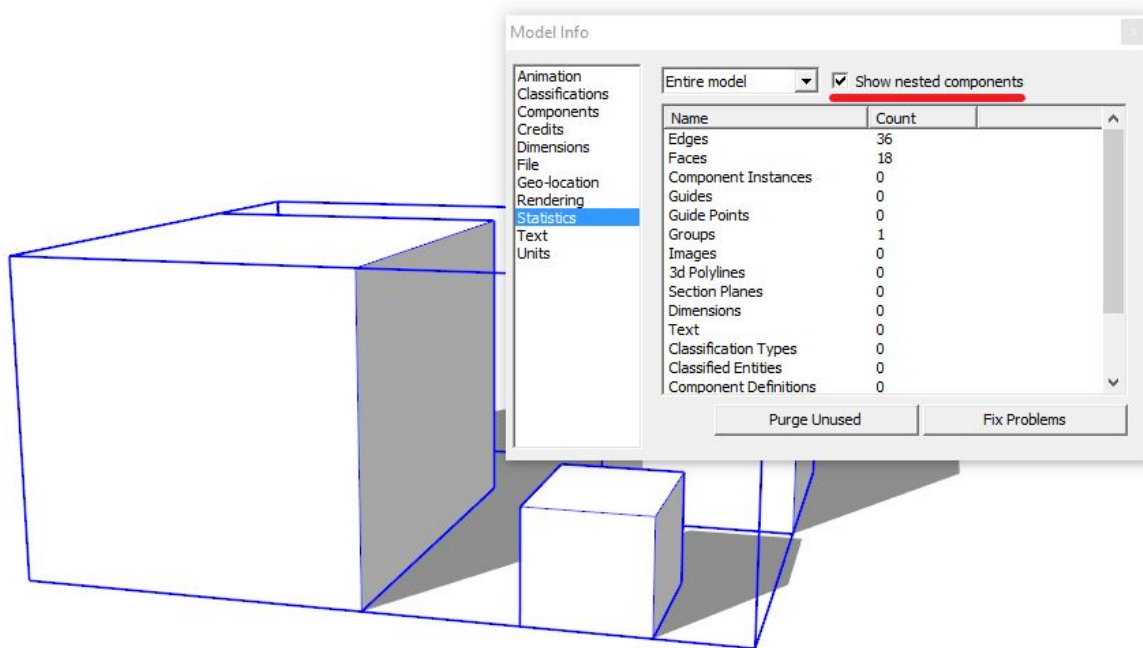 Model Info
Animation
Classifications
Components
Credits
Dimensions
File
Geo-location
Rendering
Statistics
Text
Units
Entire model
Show nested components
Name Count
Edges 36
Faces 18
Component Instances 0
Guides 0
Guide Points 0
Groups 1
Images 0
3d Polylines 0
Section Planes 0
Dimensions 0
Text 0
Classification Types 0
Classified Entities 0
Component Definitions 0
Purge Unused Fix Problems